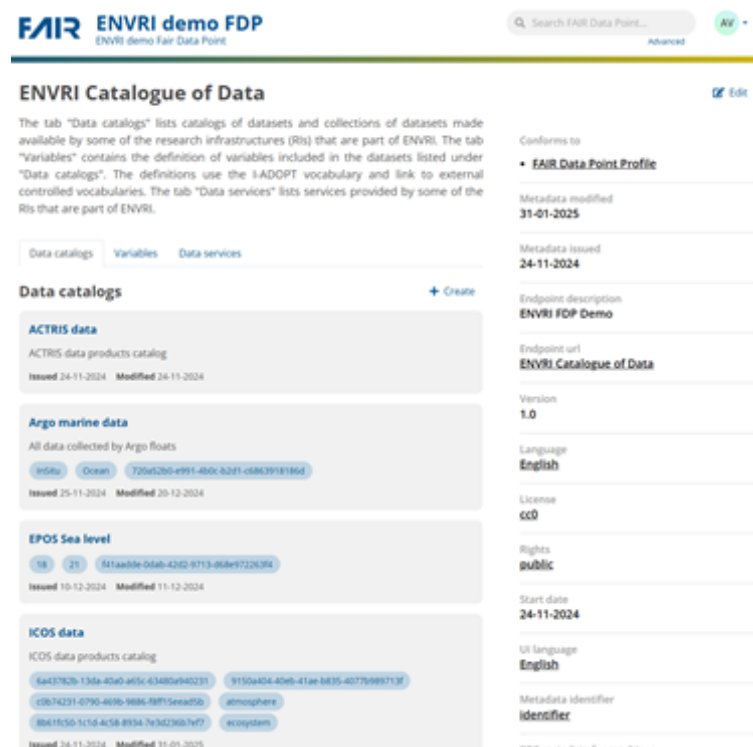 FAIR ENVRI demo FDP
ENVRI demo Fair Data Point
Search FAIR Data Point...
Advanced
AV
ENVRI Catalogue of Data
Edit
The tab "Data catalogs" lists catalogs of datasets and collections of datasets made
available by some of the research infrastructures (RIs) that are part of ENVRI. The tab
"Variables" contains the definition of variables included in the datasets listed under
"Data catalogs". The definitions use the I-ADOPT vocabulary and link to external
controlled vocabularies. The tab "Data services" lists services provided by some of the
RIs that are part of ENVRI.
Data catalogs Variables Data services
Data catalogs
+ Create
ACTRIS data
ACTRIS data products catalog
Issued 24-11-2024 Modified 24-11-2024
Argo marine data
All data collected by Argo floats
InSitu Ocean 720a52b0-e991-4b0c-b2d1-c6863918186d
Issued 25-11-2024 Modified 20-12-2024
EPOS Sea level
18 21 f41aadde-0dab-42d2-9713-d68e972263f4
Issued 10-12-2024 Modified 11-12-2024
ICOS data
ICOS data products catalog
6a43782b-13da-40a0-a65c-63480a940231 9150a404-40eb-41ae-b835-4077b989713f
c0b74231-0790-469b-9886-f8ff15eead5b atmosphere
8b61fc50-1c1d-4c58-8934-7e3d236b7ef7 ecosystem
Issued 24-11-2024 Modified 31-01-2025
Conforms to
FAIR Data Point Profile
Metadata modified
31-01-2025
Metadata issued
24-11-2024
Endpoint description
ENVRI FDP Demo
Endpoint url
ENVRI Catalogue of Data
Version
1.0
Language
English
License
cc0
Rights
public
Start date
24-11-2024
UI language
English
Metadata identifier
identifier